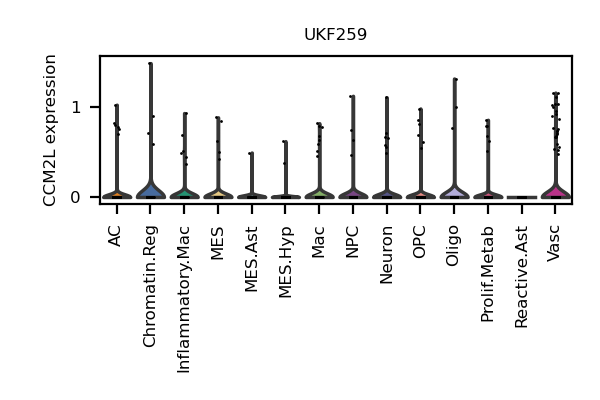 UKF259
CCM2L expression
1
0
AC
Chromatin.Reg
Inflammatory.Mac
MES
MES.Ast
MES.Hyp
Mac
NPC
Neuron
OPC
Oligo
Prolif.Metab
Reactive.Ast
Vasc